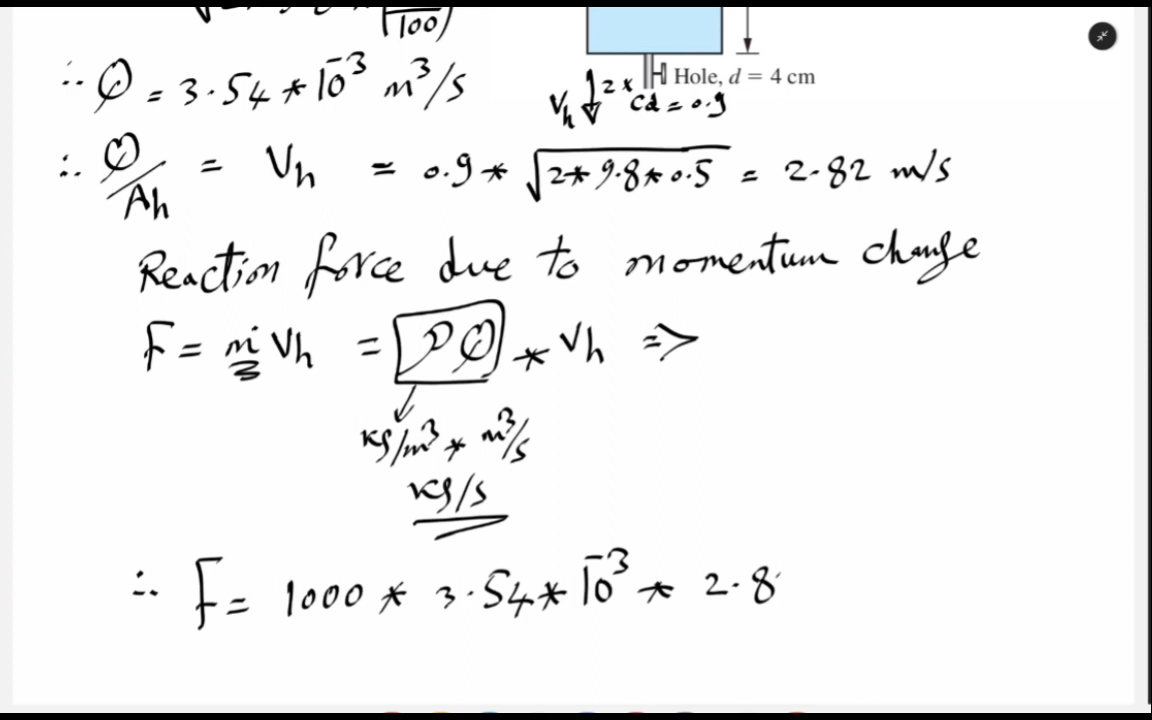 100
∴ Q = 3.54 * 10⁻³ m³/s
Hole, d = 4 cm
Vh 2x Cd = 0.9
∴ Q/Ah = Vh = 0.9 * √2*9.8*0.5 = 2.82 m/s
Reaction force due to momentum change
F = ṁ Vh = ρQ * Vh =>
kg/m³ * m³/s
kg/s
∴ F = 1000 * 3.54 * 10⁻³ * 2.8